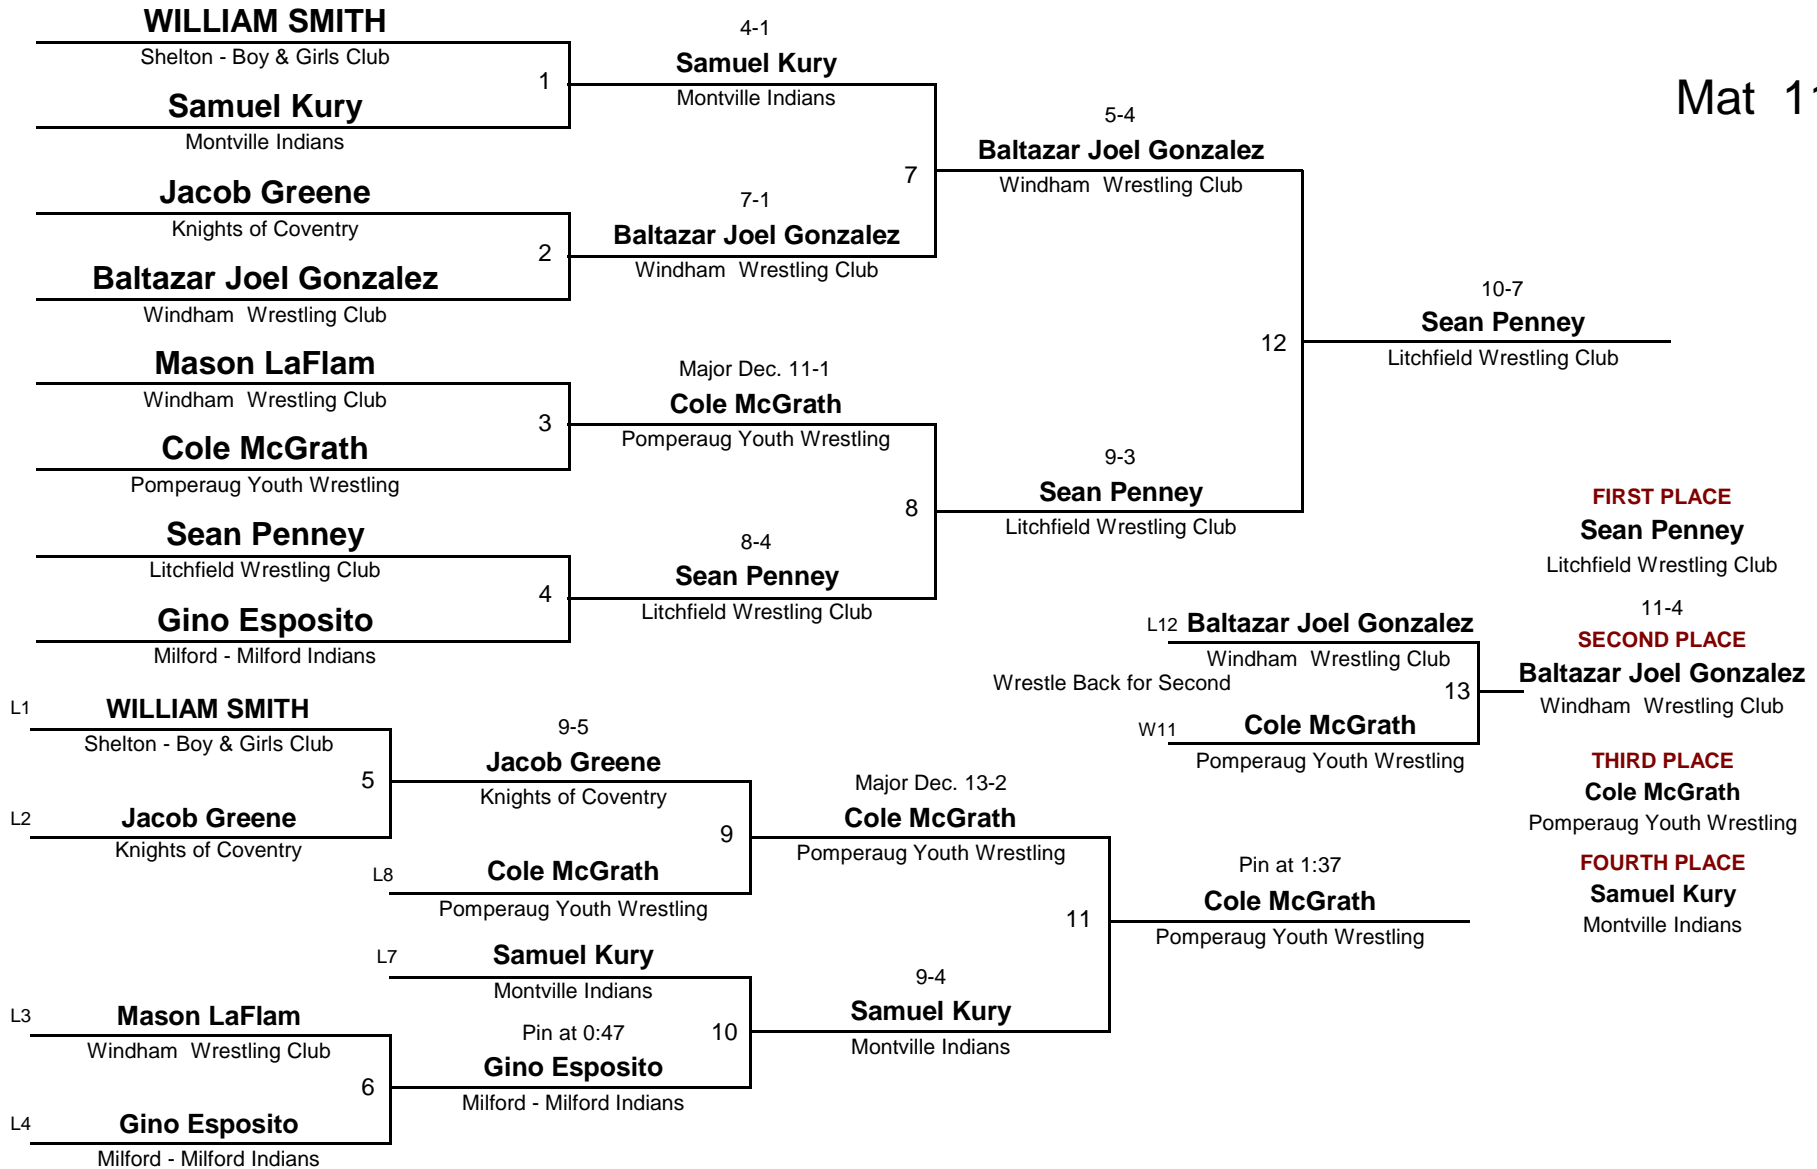 WILLIAM SMITH
Shelton - Boy & Girls Club
1
Samuel Kury
Montville Indians
Jacob Greene
Knights of Coventry
2
Baltazar Joel Gonzalez
Windham Wrestling Club
Mason LaFlam
Windham Wrestling Club
3
Cole McGrath
Pomperaug Youth Wrestling
Sean Penney
Litchfield Wrestling Club
4
Gino Esposito
Milford - Milford Indians
4-1
Samuel Kury
Montville Indians
7
7-1
Baltazar Joel Gonzalez
Windham Wrestling Club
Major Dec. 11-1
Cole McGrath
Pomperaug Youth Wrestling
8
8-4
Sean Penney
Litchfield Wrestling Club
5-4
Baltazar Joel Gonzalez
Windham Wrestling Club
12
9-3
Sean Penney
Litchfield Wrestling Club
Mat 11
10-7
Sean Penney
Litchfield Wrestling Club
L1
WILLIAM SMITH
Shelton - Boy & Girls Club
5
L2
Jacob Greene
Knights of Coventry
L3
Mason LaFlam
Windham Wrestling Club
6
L4
Gino Esposito
Milford - Milford Indians
9-5
Jacob Greene
Knights of Coventry
9
L8
Cole McGrath
Pomperaug Youth Wrestling
L7
Samuel Kury
Montville Indians
10
Pin at 0:47
Gino Esposito
Milford - Milford Indians
Major Dec. 13-2
Cole McGrath
Pomperaug Youth Wrestling
11
9-4
Samuel Kury
Montville Indians
Pin at 1:37
Cole McGrath
Pomperaug Youth Wrestling
L12
Baltazar Joel Gonzalez
Windham Wrestling Club
Wrestle Back for Second
13
W11
Cole McGrath
Pomperaug Youth Wrestling
FIRST PLACE
Sean Penney
Litchfield Wrestling Club
11-4
SECOND PLACE
Baltazar Joel Gonzalez
Windham Wrestling Club
THIRD PLACE
Cole McGrath
Pomperaug Youth Wrestling
FOURTH PLACE
Samuel Kury
Montville Indians